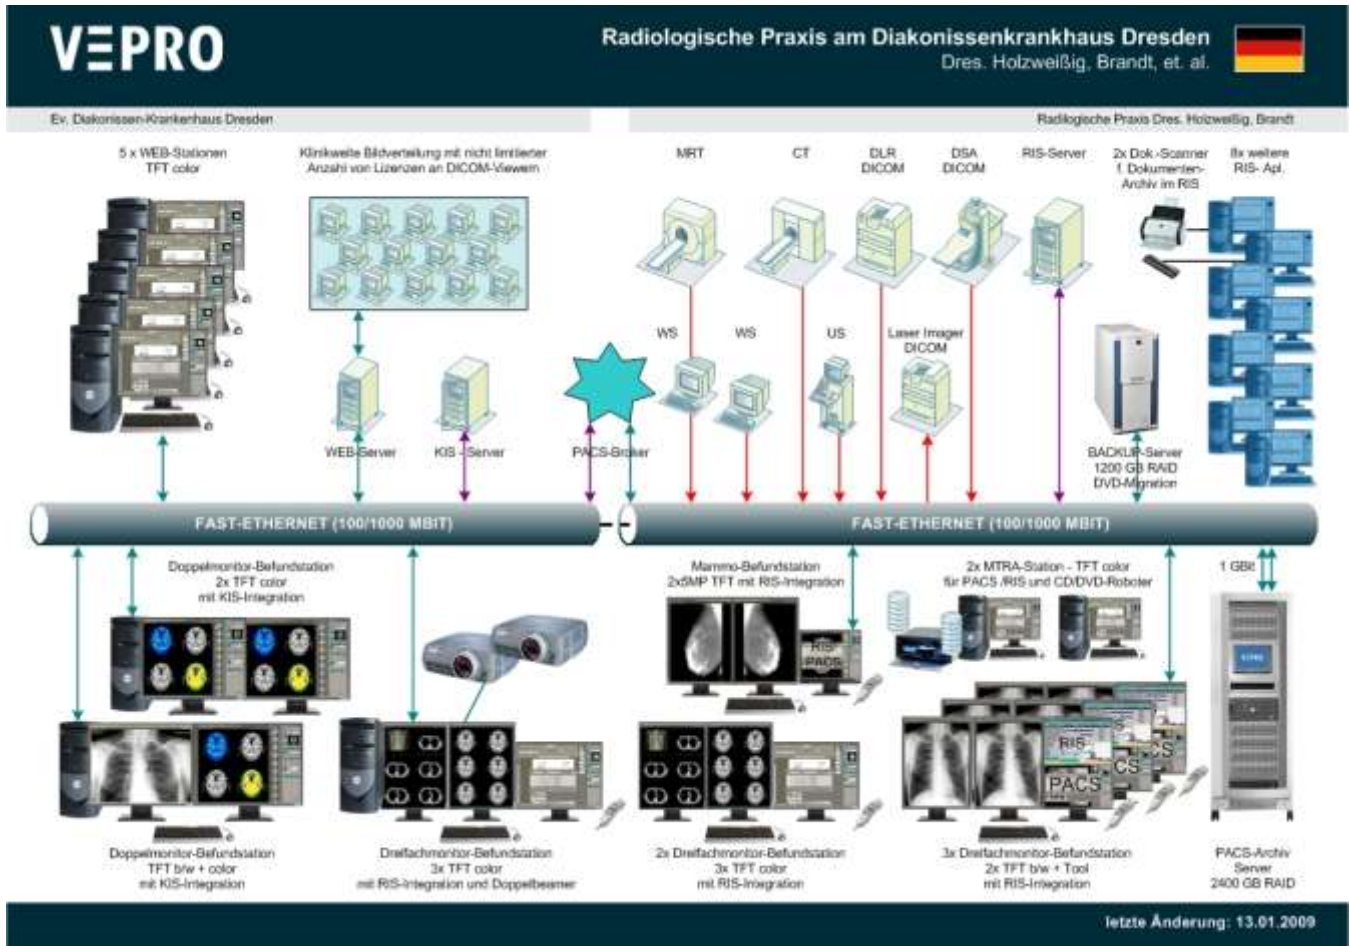 VEPRO
Radiologische Praxis am Diakonissenkrankhaus Dresden
Dres. Holzweißig, Brandt, et. al.
Ev. Diakonissen-Krankenhaus Dresden
Radilogische Praxis Dres. Holzweißig, Brandt
5 x WEB-Stationen
TFT color
Klinikweite Bildverteilung mit nicht limitierter
Anzahl von Lizenzen an DICOM-Viewern
MRT
CT
DLR
DICOM
DSA
DICOM
RIS-Server
2x Dok.-Scanner
f. Dokumenten-
Archiv im RIS
8x weitere
RIS- Apl.
WS
WS
US
Laser Imager
DICOM
WEB-Server
KIS - Server
PACS-Broker
BACKUP-Server
1200 GB RAID
DVD-Migration
FAST-ETHERNET (100/1000 MBIT)
FAST-ETHERNET (100/1000 MBIT)
Doppelmonitor-Befundstation
2x TFT color
mit KIS-Integration
Mammo-Befundstation
2x5MP TFT mit RIS-Integration
2x MTRA-Station - TFT color
für PACS /RIS und CD/DVD-Roboter
1 GBit
RIS
PACS
VEPRO
RIS
PACS
CS
CS
Doppelmonitor-Befundstation
TFT b/w + color
mit KIS-Integration
Dreifachmonitor-Befundstation
3x TFT color
mit RIS-Integration und Doppelbeamer
2x Dreifachmonitor-Befundstation
3x TFT color
mit RIS-Integration
3x Dreifachmonitor-Befundstation
2x TFT b/w + Tool
mit RIS-Integration
PACS-Archiv
Server
2400 GB RAID
letzte Änderung: 13.01.2009